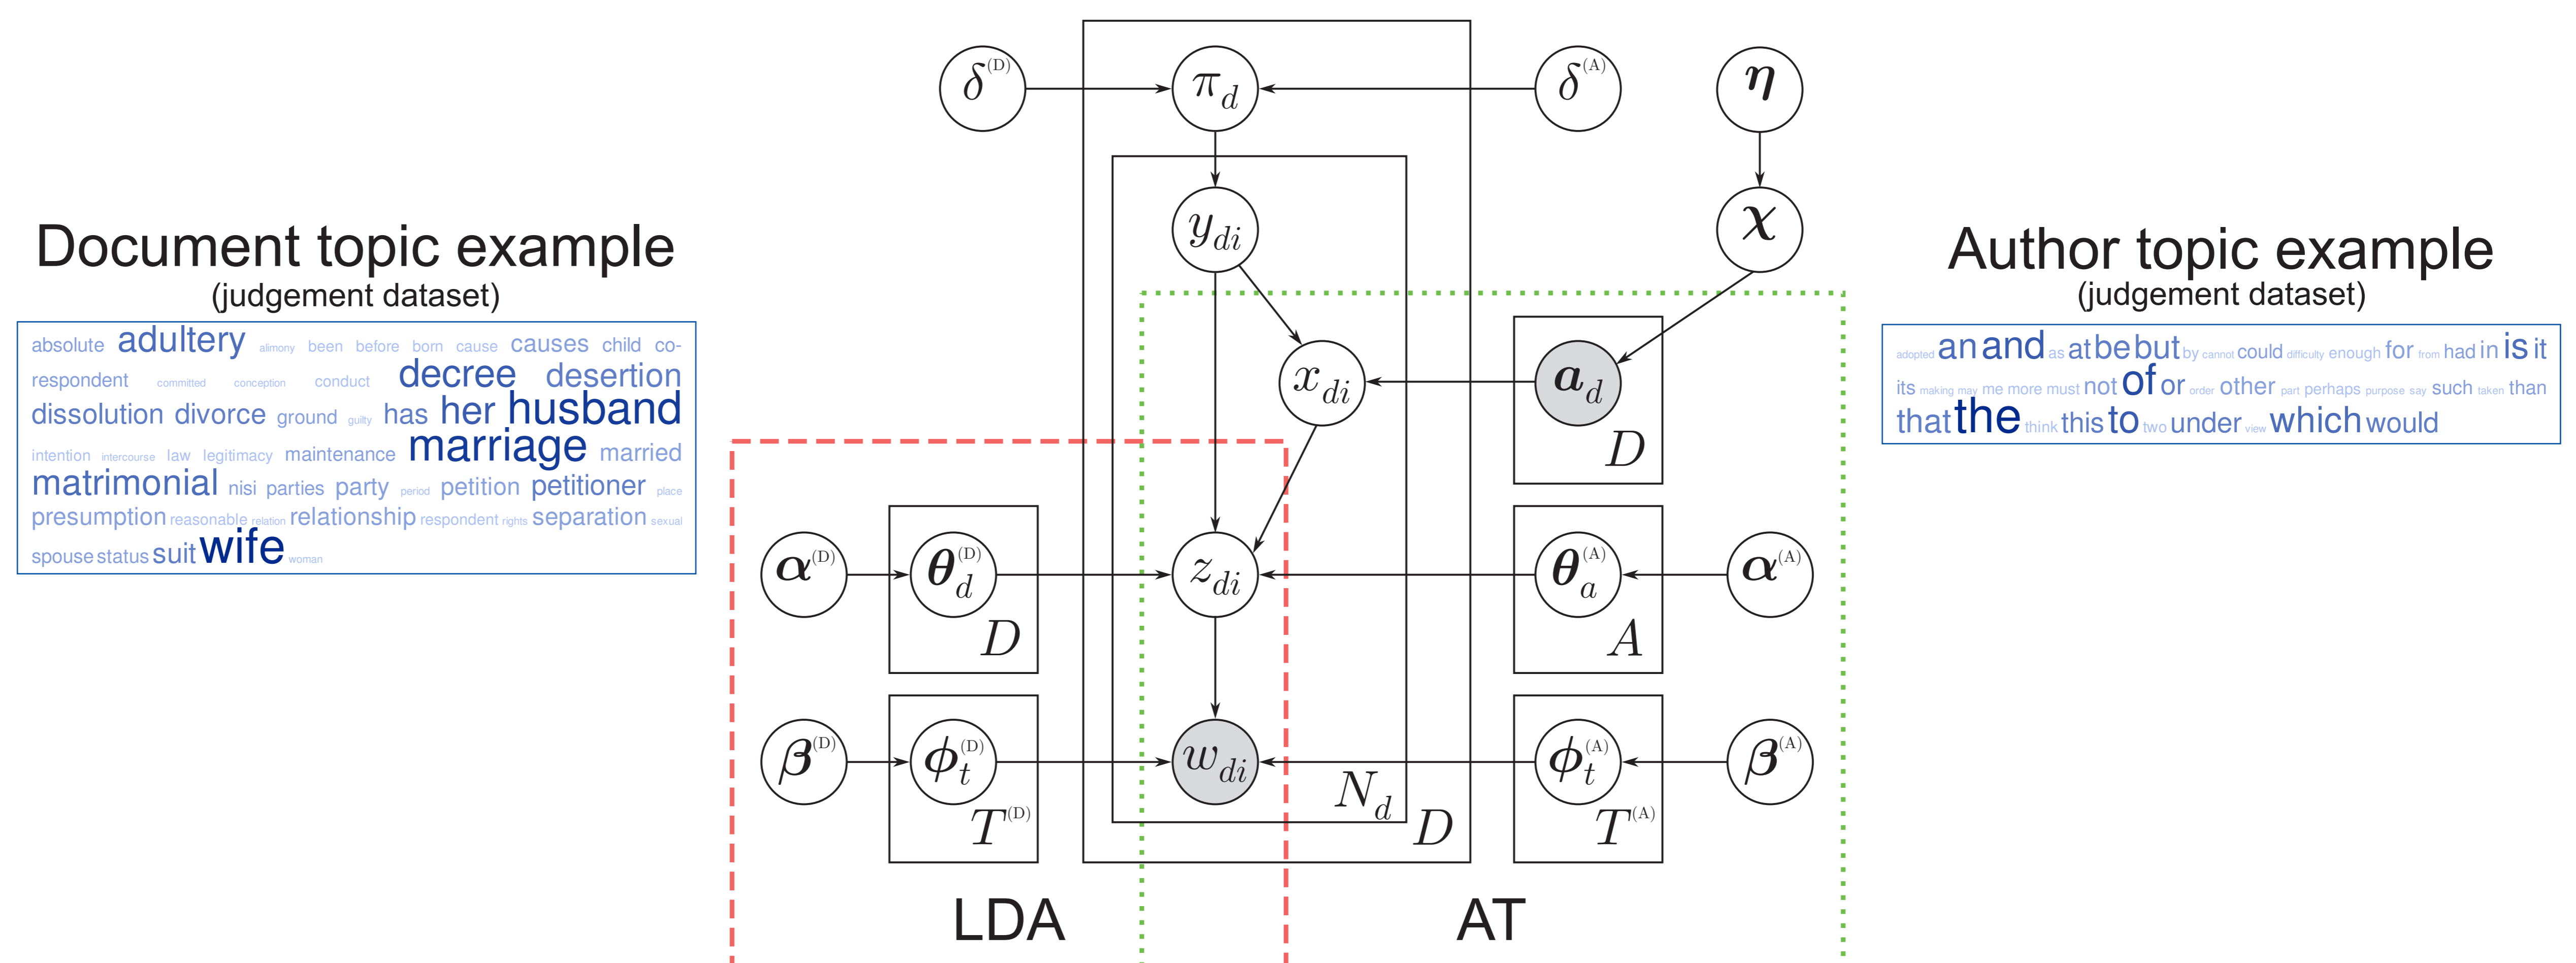 Document topic example
(judgement dataset)
absolute adultery alimony been before born cause causes child co-
respondent committed conception conduct decree desertion
dissolution divorce ground guilty has her husband
intention intercourse law legitimacy maintenance marriage married
matrimonial nisi parties party period petition petitioner place
presumption reasonable relation relationship respondent rights separation sexual
spouse status suit wife woman
δ(D)
π_d
δ(A)
η
y_di
χ
x_di
a_d
D
α(D)
θ_d(D)
D
z_di
θ_a(A)
A
α(A)
β(D)
ϕ_t(D)
T(D)
w_di
N_d
D
ϕ_t(A)
T(A)
β(A)
LDA
AT
Author topic example
(judgement dataset)
adopted an and as at be but by cannot could difficulty enough for from had in is it
its making may me more must not of or order other part perhaps purpose say such taken than
that the think this to two under view which would